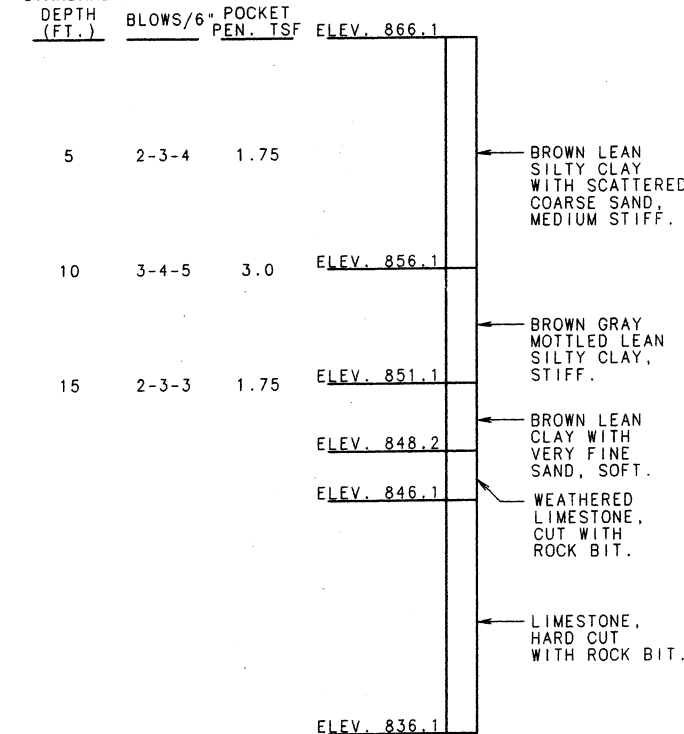 DEPTH (FT.) BLOWS/6" POCKET PEN. TSF ELEV. 866.1
5 2-3-4 1.75
BROWN LEAN
SILTY CLAY
WITH SCATTERED
COARSE SAND,
MEDIUM STIFF.
ELEV. 856.1
10 3-4-5 3.0
BROWN GRAY
MOTTLED LEAN
SILTY CLAY,
STIFF.
ELEV. 851.1
15 2-3-3 1.75
BROWN LEAN
CLAY WITH
VERY FINE
SAND, SOFT.
ELEV. 848.2
ELEV. 846.1
WEATHERED
LIMESTONE,
CUT WITH
ROCK BIT.
LIMESTONE,
HARD CUT
WITH ROCK BIT.
ELEV. 836.1